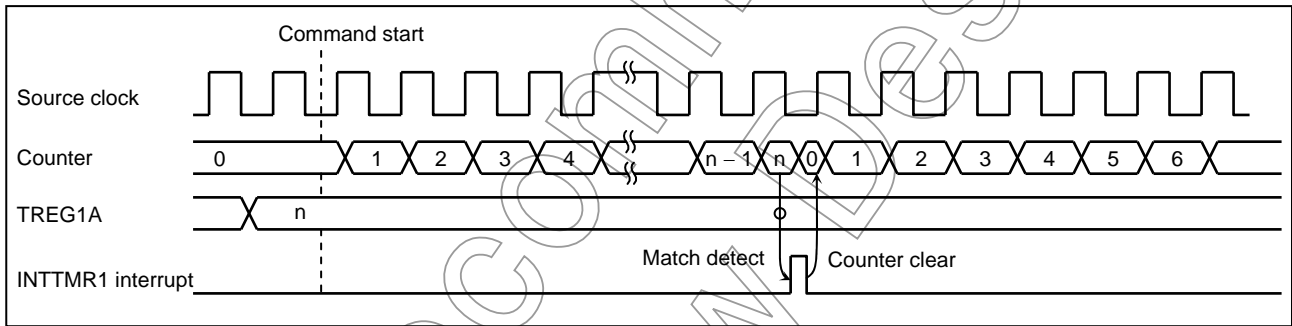 Command start
Source clock
Counter 0 1 2 3 4 n − 1 n 0 1 2 3 4 5 6
TREG1A n
Match detect Counter clear
INTTMR1 interrupt